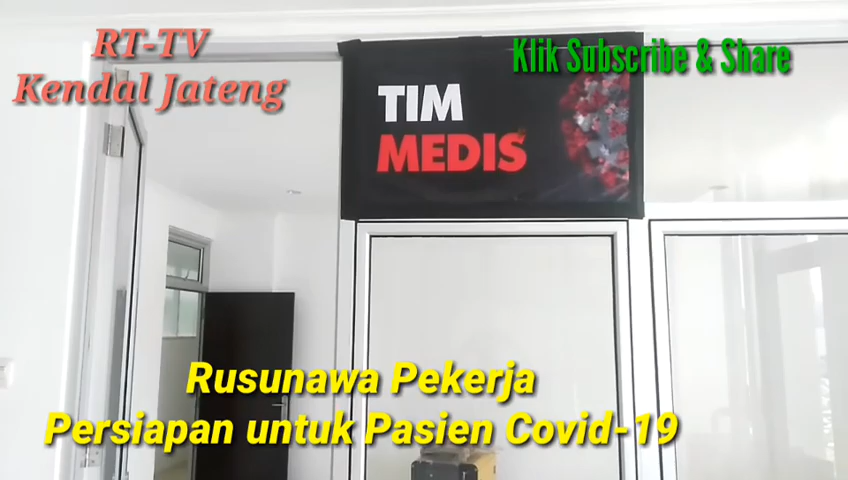 RT-TV
Kendal Jateng
Klik Subscribe & Share
TIM
MEDIS
Rusunawa Pekerja
Persiapan untuk Pasien Covid-19